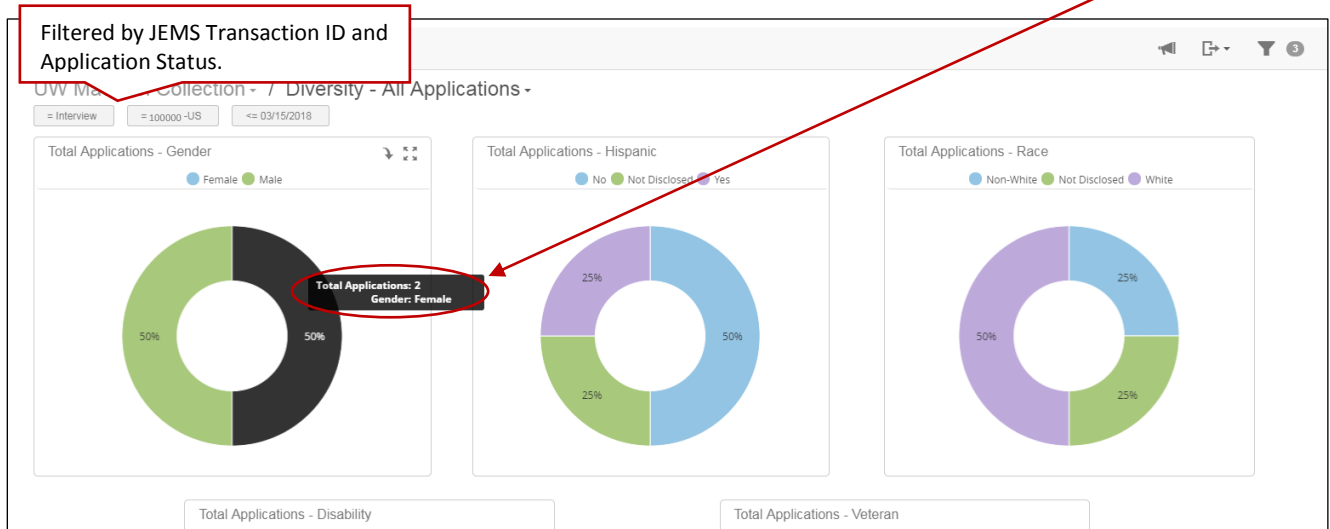 Filtered by JEMS Transaction ID and
Application Status.
3
UW Ma Collection / Diversity - All Applications
= Interview
= 100000 -US
<= 03/15/2018
Total Applications - Gender
Female Male
50%
50%
Total Applications: 2
Gender: Female
Total Applications - Hispanic
No Not Disclosed Yes
25%
50%
25%
Total Applications - Race
Non-White Not Disclosed White
25%
50%
25%
Total Applications - Disability
Total Applications - Veteran